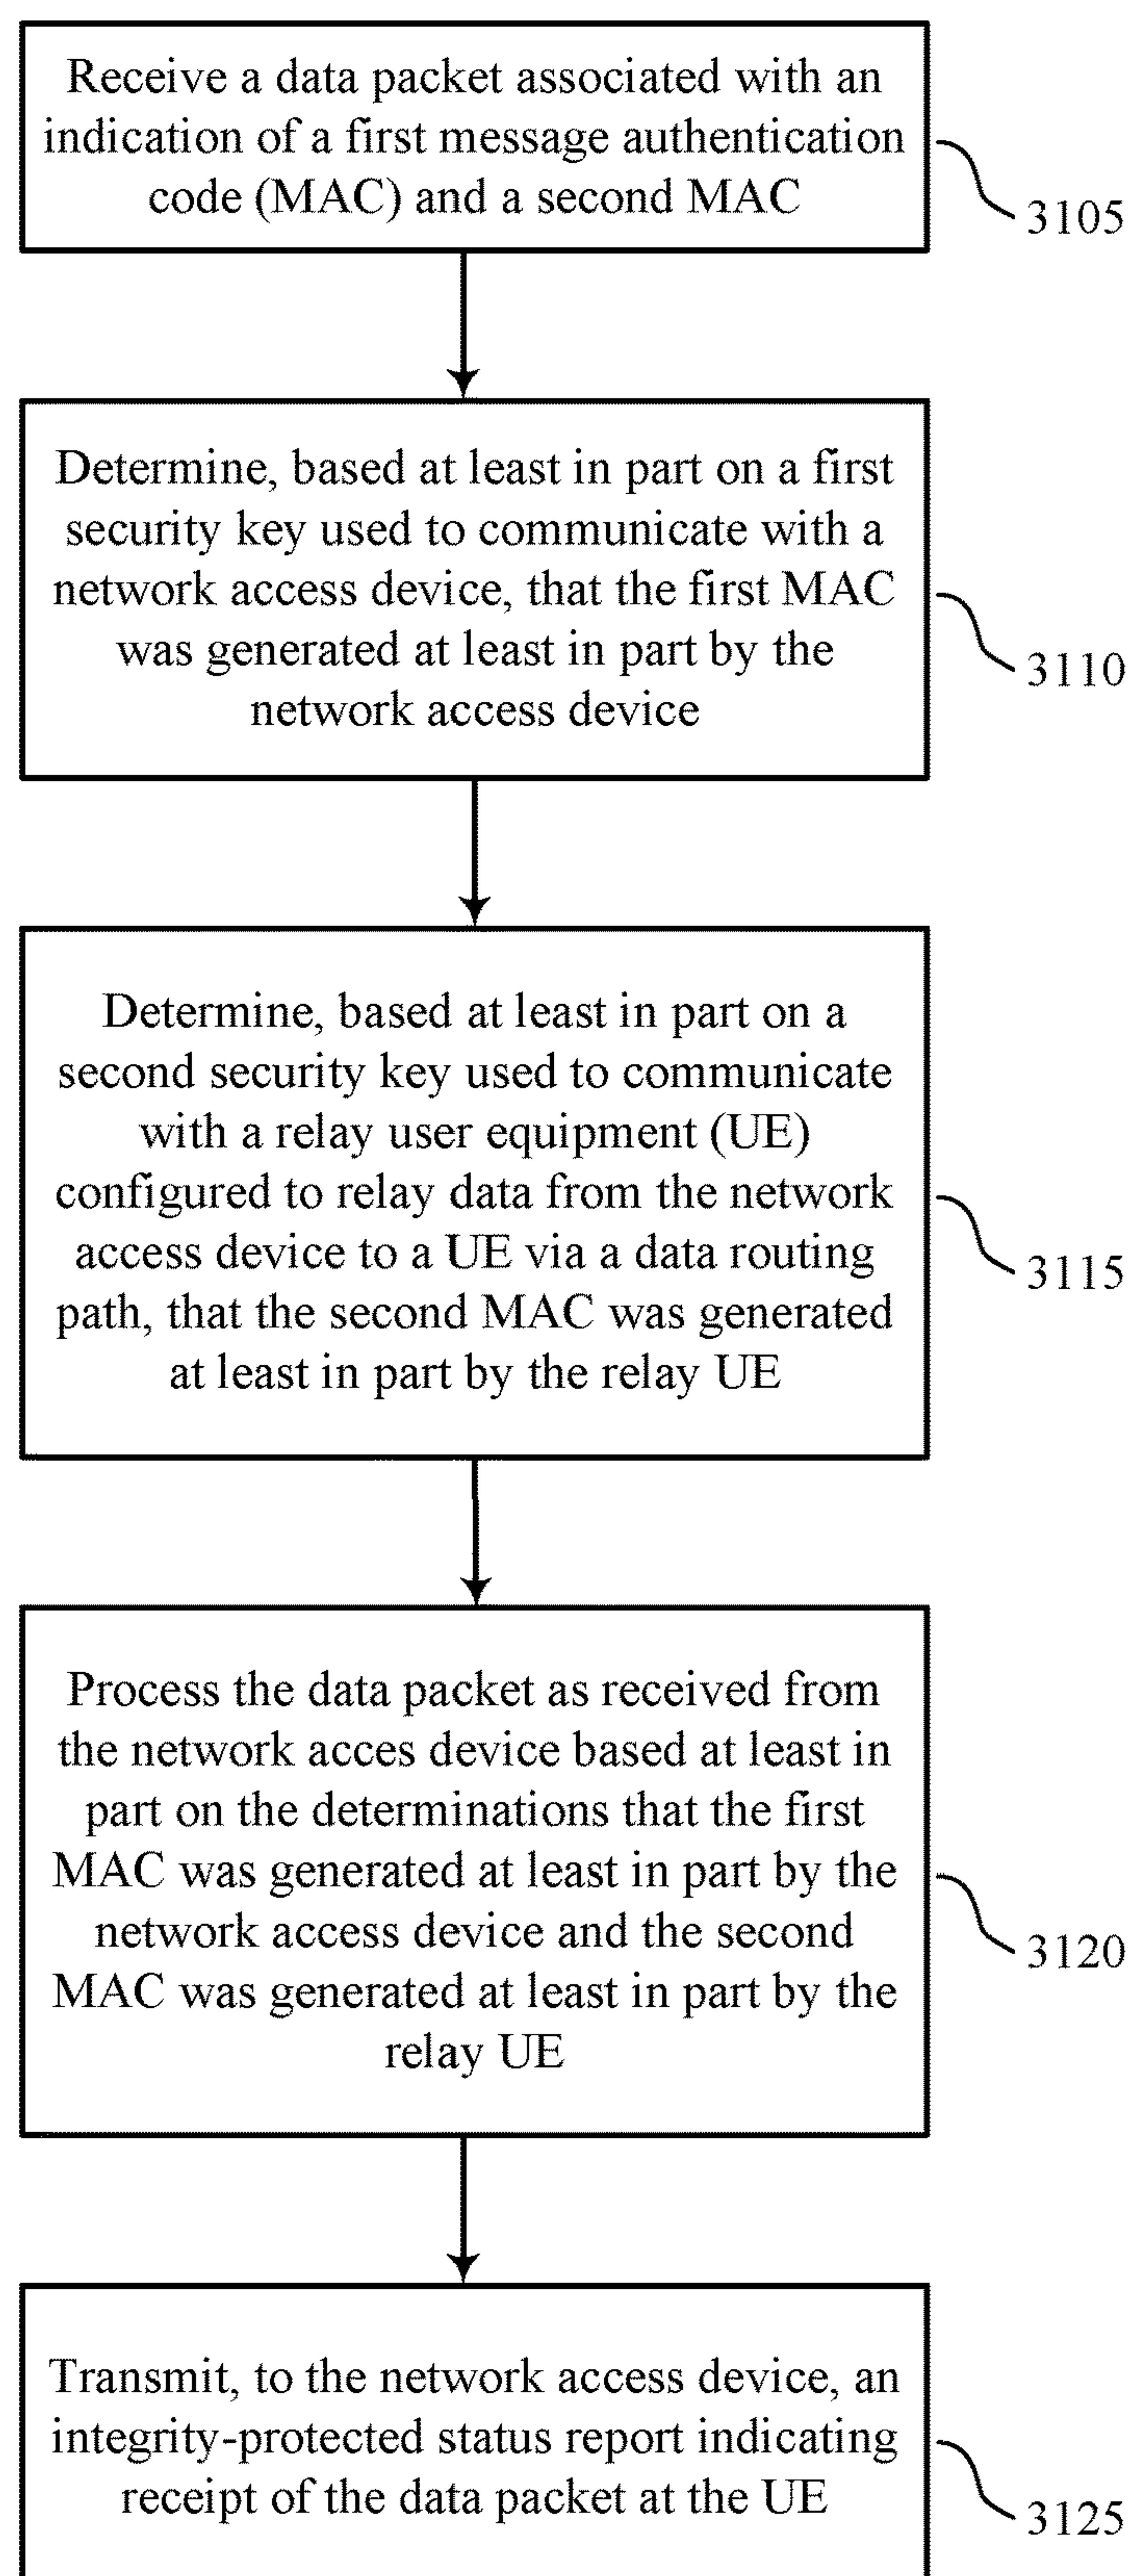 Receive a data packet associated with an
indication of a first message authentication
code (MAC) and a second MAC
3105
Determine, based at least in part on a first
security key used to communicate with a
network access device, that the first MAC
was generated at least in part by the
network access device
3110
Determine, based at least in part on a
second security key used to communicate
with a relay user equipment (UE)
configured to relay data from the network
access device to a UE via a data routing
path, that the second MAC was generated
at least in part by the relay UE
3115
Process the data packet as received from
the network acces device based at least in
part on the determinations that the first
MAC was generated at least in part by the
network access device and the second
MAC was generated at least in part by the
relay UE
3120
Transmit, to the network access device, an
integrity-protected status report indicating
receipt of the data packet at the UE
3125